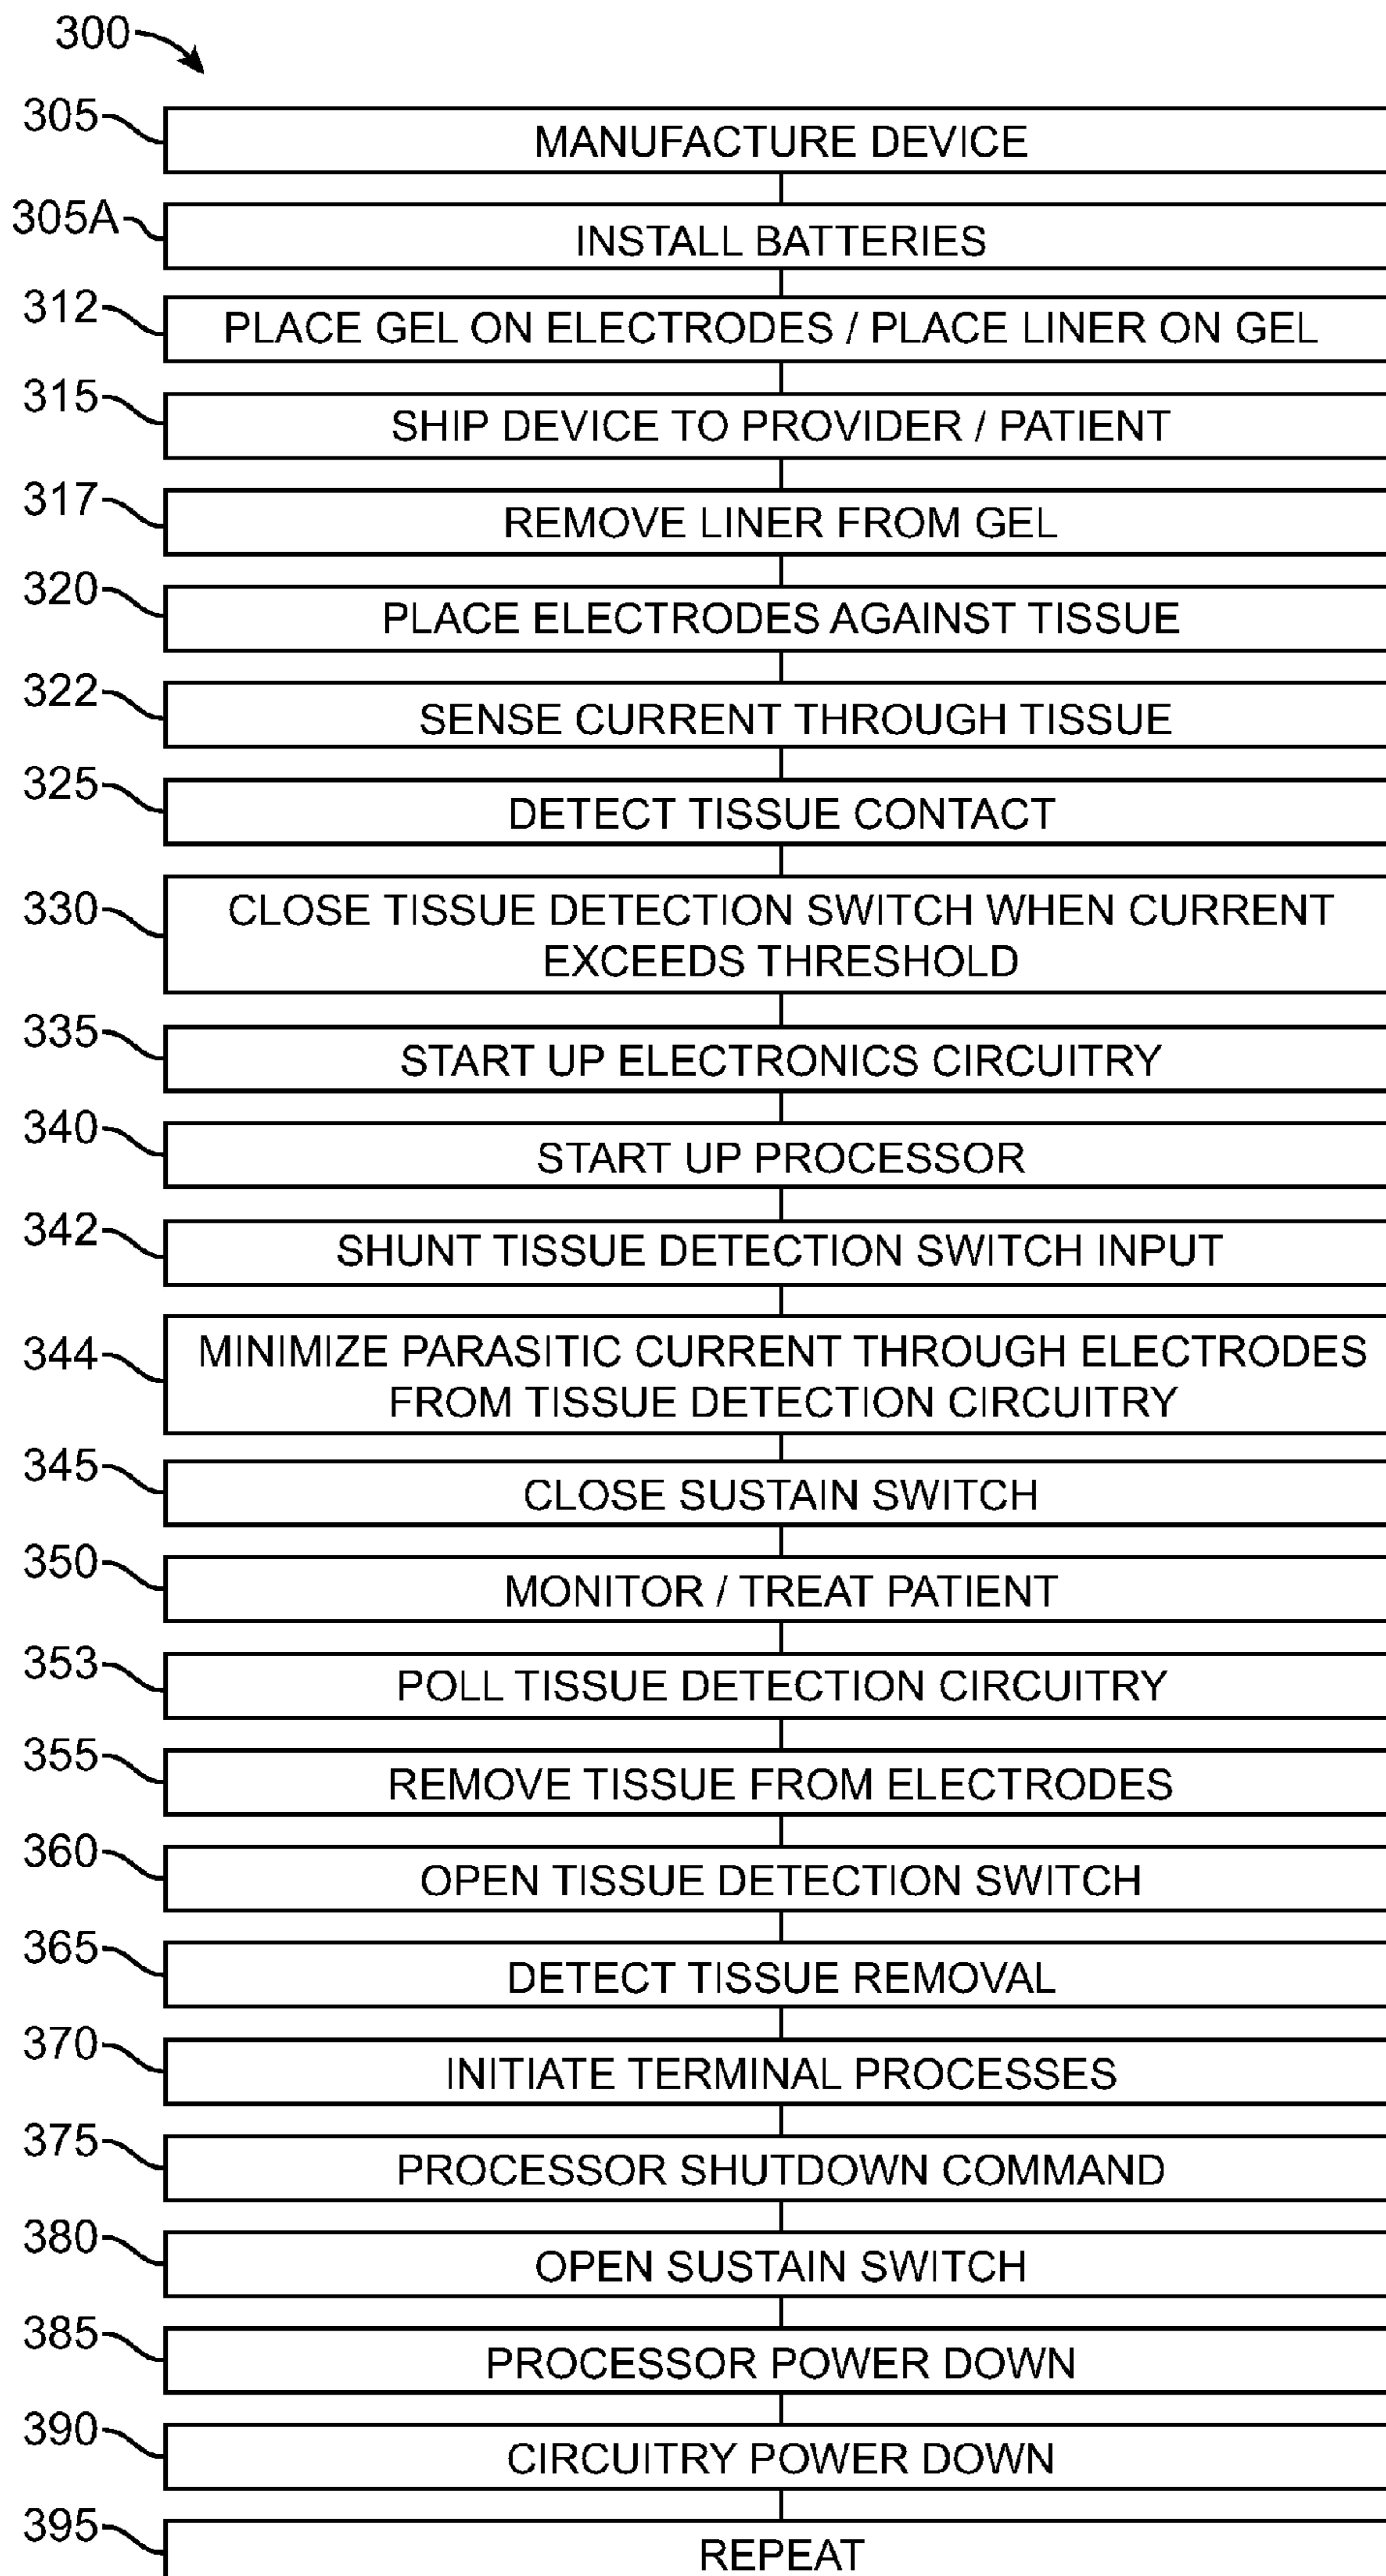 300
305 MANUFACTURE DEVICE
305A INSTALL BATTERIES
312 PLACE GEL ON ELECTRODES / PLACE LINER ON GEL
315 SHIP DEVICE TO PROVIDER / PATIENT
317 REMOVE LINER FROM GEL
320 PLACE ELECTRODES AGAINST TISSUE
322 SENSE CURRENT THROUGH TISSUE
325 DETECT TISSUE CONTACT
330 CLOSE TISSUE DETECTION SWITCH WHEN CURRENT
EXCEEDS THRESHOLD
335 START UP ELECTRONICS CIRCUITRY
340 START UP PROCESSOR
342 SHUNT TISSUE DETECTION SWITCH INPUT
344 MINIMIZE PARASITIC CURRENT THROUGH ELECTRODES
FROM TISSUE DETECTION CIRCUITRY
345 CLOSE SUSTAIN SWITCH
350 MONITOR / TREAT PATIENT
353 POLL TISSUE DETECTION CIRCUITRY
355 REMOVE TISSUE FROM ELECTRODES
360 OPEN TISSUE DETECTION SWITCH
365 DETECT TISSUE REMOVAL
370 INITIATE TERMINAL PROCESSES
375 PROCESSOR SHUTDOWN COMMAND
380 OPEN SUSTAIN SWITCH
385 PROCESSOR POWER DOWN
390 CIRCUITRY POWER DOWN
395 REPEAT